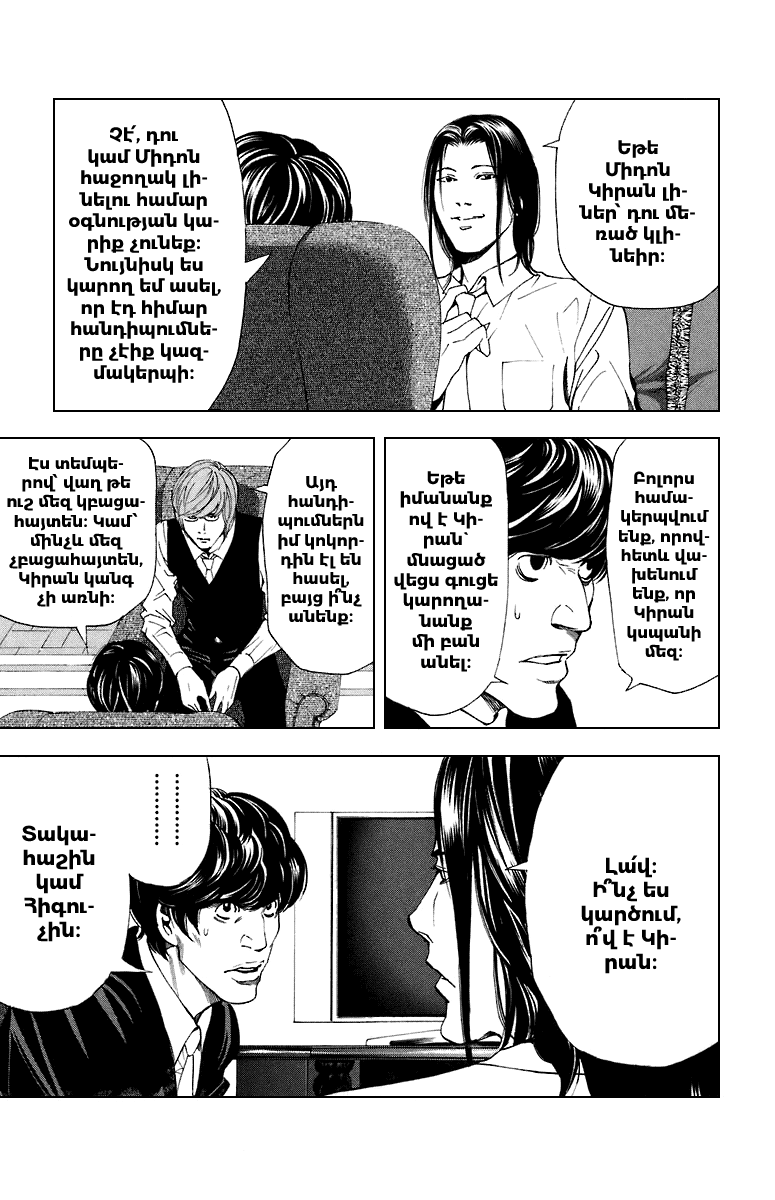 Եթե
Միդոն
Կիրան լի-
ներ՝ դու մե-
ռած կլի-
նեիր։
Չէ՛, դու
կամ Միդոն
հաջողակ լի-
նելու համար
օգնության կա-
րիք չունեք։
Նույնիսկ ես
կարող եմ ասել,
որ էդ հիմար
հանդիպումնե-
րը չէիք կազ-
մակերպի։
Բոլորս
համա-
կերպվում
ենք, որով-
հետև վա-
խենում
ենք, որ
Կիրան
կսպանի
մեզ։
Եթե
իմանանք
ով է Կի-
րան՝
մնացած
վեցս գուցե
կարողա-
նանք
մի բան
անել։
Այդ
հանդի-
պումներն
իմ կոկոր-
դին էլ են
հասել,
բայց ի՞նչ
անենք։
Էս տեմպե-
րով՝ վաղ թե
ուշ մեզ կբացա-
հայտեն։ Կամ՝
մինչև մեզ
չբացահայտեն,
Կիրան կանգ
չի առնի։
Լա՛վ։
Ի՞նչ ես
կարծում,
ո՞վ է Կի-
րան։
Տակա-
հաշին
կամ
Հիգու-
չին։